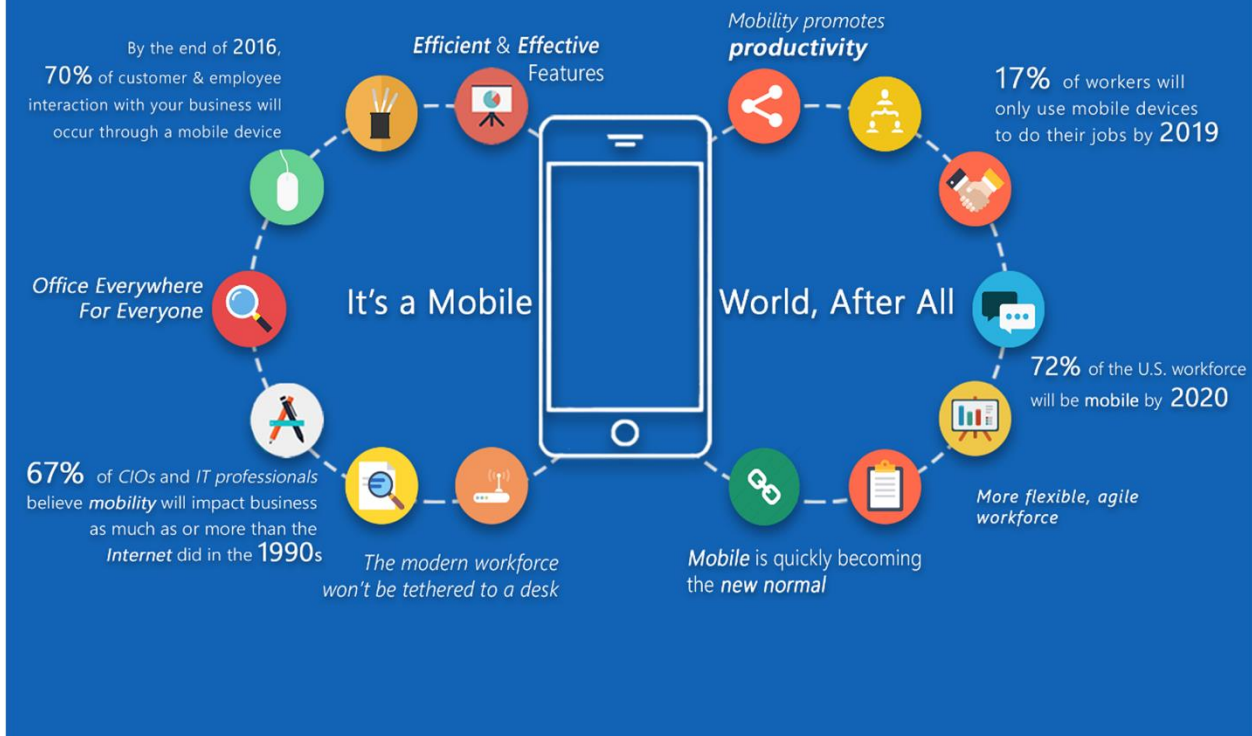 By the end of 2016,
70% of customer & employee
interaction with your business will
occur through a mobile device
Efficient & Effective
Features
Mobility promotes
productivity
17% of workers will
only use mobile devices
to do their jobs by 2019
Office Everywhere
For Everyone
It's a Mobile
World, After All
72% of the U.S. workforce
will be mobile by 2020
67% of CIOs and IT professionals
believe mobility will impact business
as much as or more than the
Internet did in the 1990s
The modern workforce
won't be tethered to a desk
Mobile is quickly becoming
the new normal
More flexible, agile
workforce